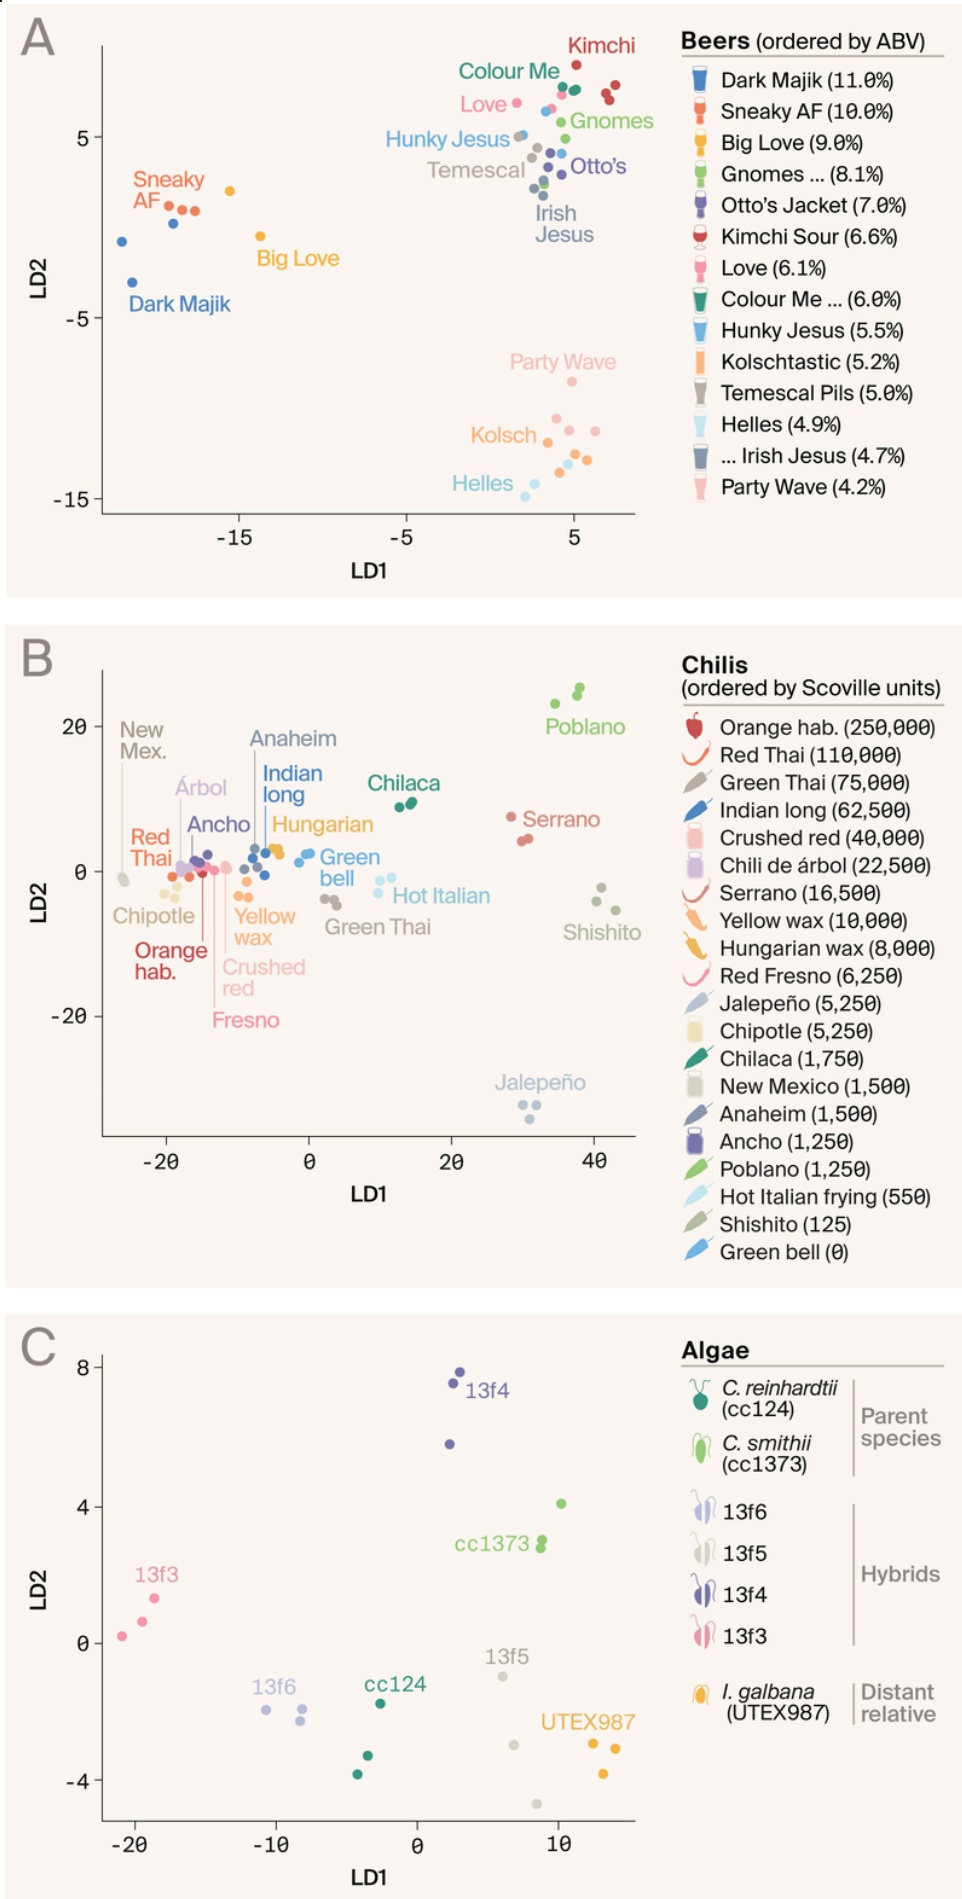 A
Beers (ordered by ABV)
Dark Majik (11.0%)
Sneaky AF (10.0%)
Big Love (9.0%)
Gnomes ... (8.1%)
Otto's Jacket (7.0%)
Kimchi Sour (6.6%)
Love (6.1%)
Colour Me ... (6.0%)
Hunky Jesus (5.5%)
Kolschtastic (5.2%)
Temescal Pils (5.0%)
Helles (4.9%)
... Irish Jesus (4.7%)
Party Wave (4.2%)
Kimchi
Colour Me
Love
Gnomes
Hunky Jesus
Temescal
Otto's
Irish
Jesus
Sneaky
AF
Big Love
Dark Majik
Party Wave
Kolsch
Helles
5
-5
-15
LD2
-15
-5
5
LD1
B
Chilis
(ordered by Scoville units)
Orange hab. (250,000)
Red Thai (110,000)
Green Thai (75,000)
Indian long (62,500)
Crushed red (40,000)
Chili de árbol (22,500)
Serrano (16,500)
Yellow wax (10,000)
Hungarian wax (8,000)
Red Fresno (6,250)
Jalepeño (5,250)
Chipotle (5,250)
Chilaca (1,750)
New Mexico (1,500)
Anaheim (1,500)
Ancho (1,250)
Poblano (1,250)
Hot Italian frying (550)
Shishito (125)
Green bell (0)
New
Mex.
Anaheim
Poblano
Árbol
Indian
long
Chilaca
Ancho
Hungarian
Serrano
Red
Thai
Green
bell
Hot Italian
Chipotle
Yellow
wax
Green Thai
Shishito
Orange
hab.
Crushed
red
Fresno
Jalepeño
20
0
-20
LD2
-20
0
20
40
LD1
C
Algae
C. reinhardtii
(cc124)
C. smithii
(cc1373)
Parent
species
13f6
13f5
13f4
13f3
Hybrids
I. galbana
(UTEX987)
Distant
relative
13f4
cc1373
13f3
13f5
13f6
cc124
UTEX987
8
4
0
-4
LD2
-20
-10
0
10
LD1